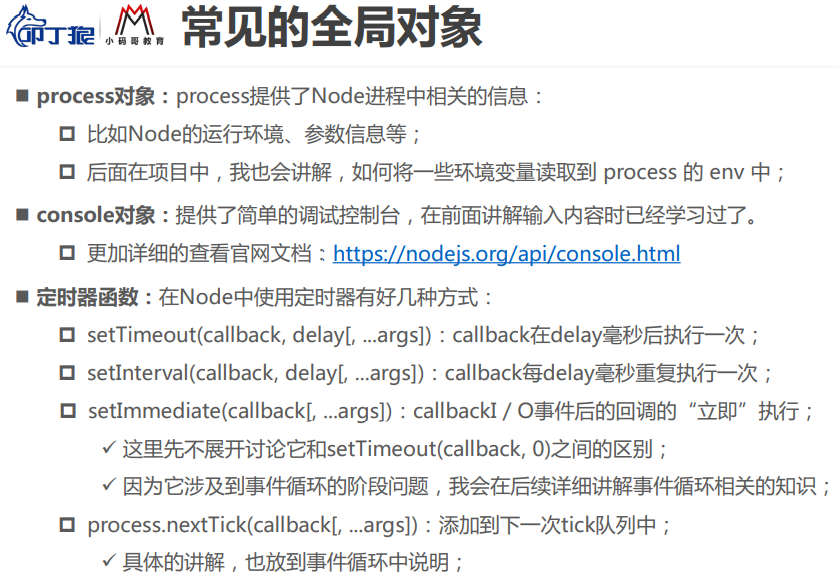 叩丁狼
小码哥教育
常见的全局对象
process对象：process提供了Node进程中相关的信息：
比如Node的运行环境、参数信息等；
后面在项目中，我也会讲解，如何将一些环境变量读取到 process 的 env 中；
console对象：提供了简单的调试控制台，在前面讲解输入内容时已经学习过了。
更加详细的查看官网文档：https://nodejs.org/api/console.html
定时器函数：在Node中使用定时器有好几种方式：
setTimeout(callback, delay[, ...args])：callback在delay毫秒后执行一次；
setInterval(callback, delay[, ...args])：callback每delay毫秒重复执行一次；
setImmediate(callback[, ...args])：callbackI / O事件后的回调的“立即”执行；
✓ 这里先不展开讨论它和setTimeout(callback, 0)之间的区别；
✓ 因为它涉及到事件循环的阶段问题，我会在后续详细讲解事件循环相关的知识；
process.nextTick(callback[, ...args])：添加到下一次tick队列中；
✓ 具体的讲解，也放到事件循环中说明；